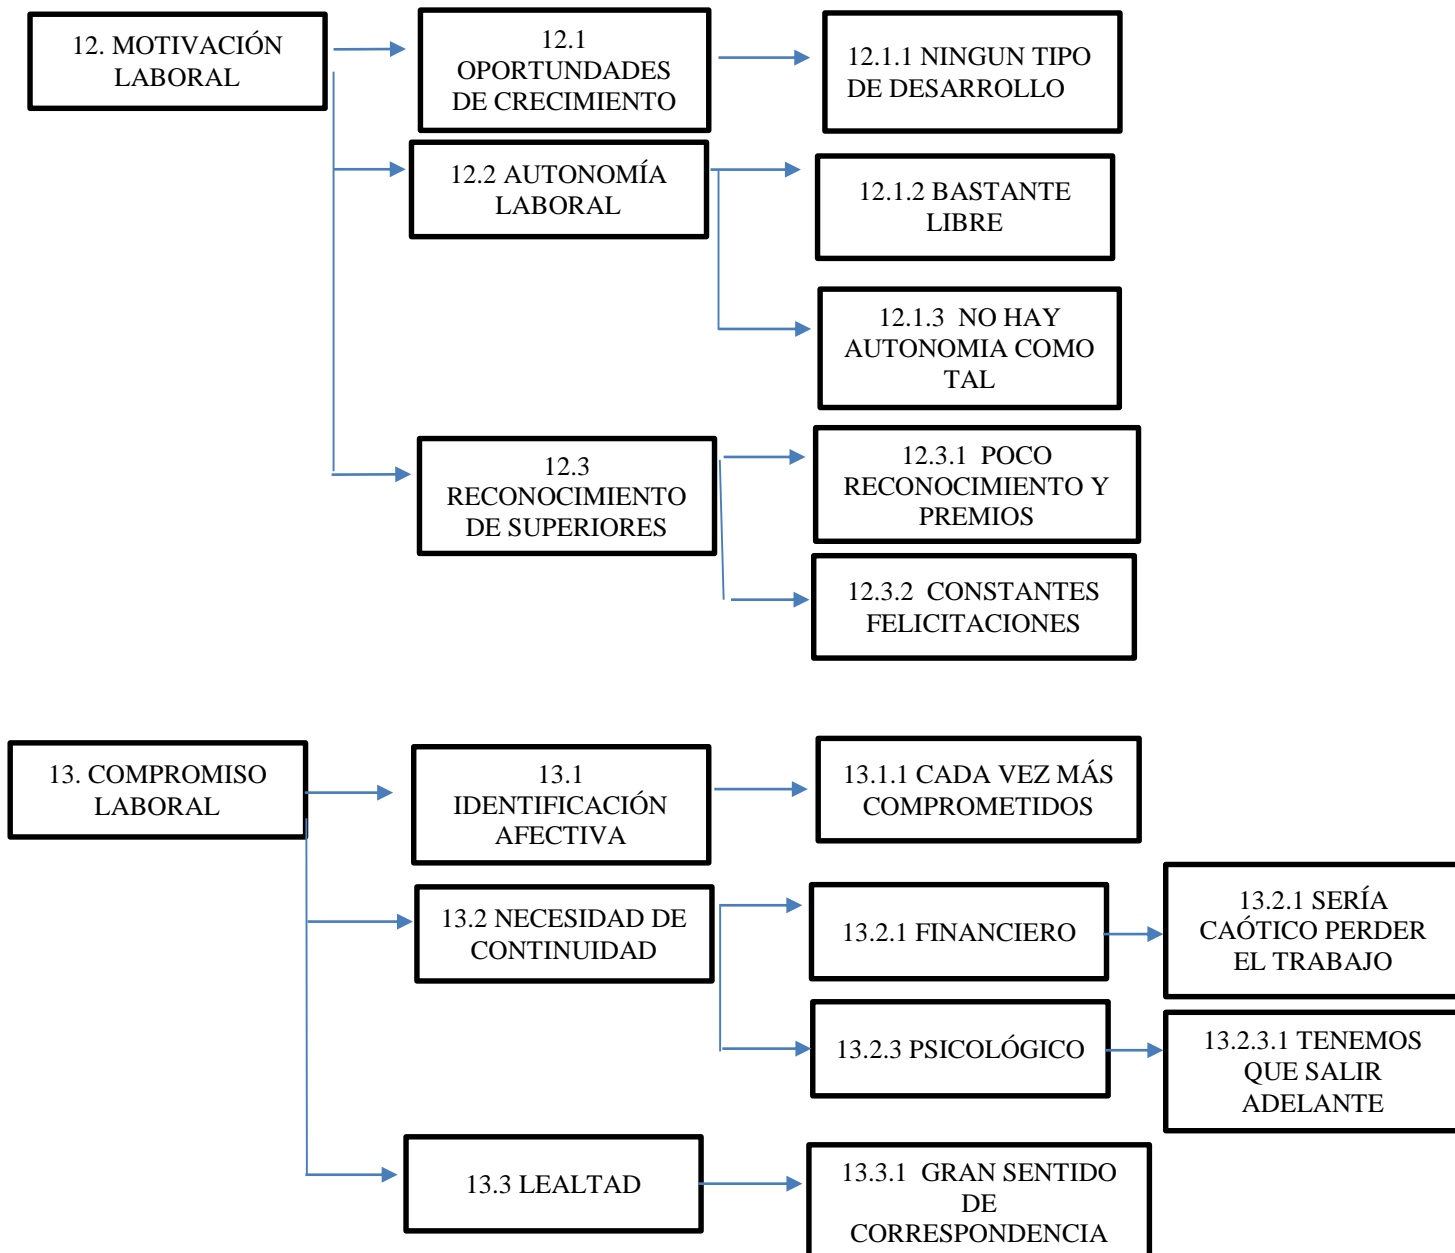 12. MOTIVACIÓN
LABORAL
12.1
OPORTUNDADES
DE CRECIMIENTO
12.1.1 NINGUN TIPO
DE DESARROLLO
12.2 AUTONOMÍA
LABORAL
12.1.2 BASTANTE
LIBRE
12.1.3 NO HAY
AUTONOMIA COMO
TAL
12.3
RECONOCIMIENTO
DE SUPERIORES
12.3.1 POCO
RECONOCIMIENTO Y
PREMIOS
12.3.2 CONSTANTES
FELICITACIONES
13. COMPROMISO
LABORAL
13.1
IDENTIFICACIÓN
AFECTIVA
13.1.1 CADA VEZ MÁS
COMPROMETIDOS
13.2 NECESIDAD DE
CONTINUIDAD
13.2.1 FINANCIERO
13.2.1 SERÍA
CAÓTICO PERDER
EL TRABAJO
13.2.3 PSICOLÓGICO
13.2.3.1 TENEMOS
QUE SALIR
ADELANTE
13.3 LEALTAD
13.3.1 GRAN SENTIDO
DE
CORRESPONDENCIA